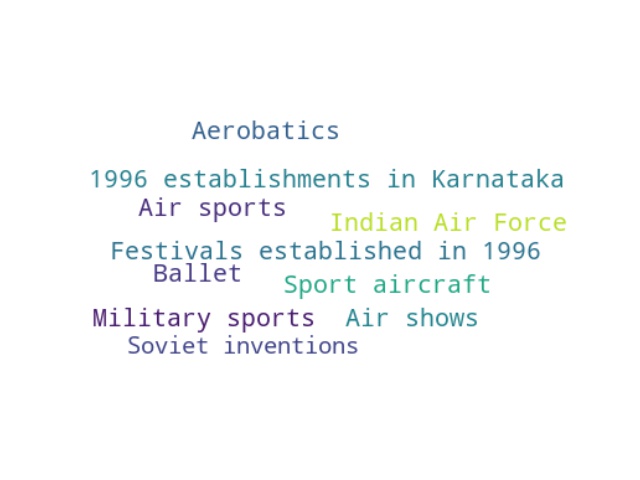 Aerobatics
1996 establishments in Karnataka
Air sports
Indian Air Force
Festivals established in 1996
Ballet
Sport aircraft
Military sports
Air shows
Soviet inventions